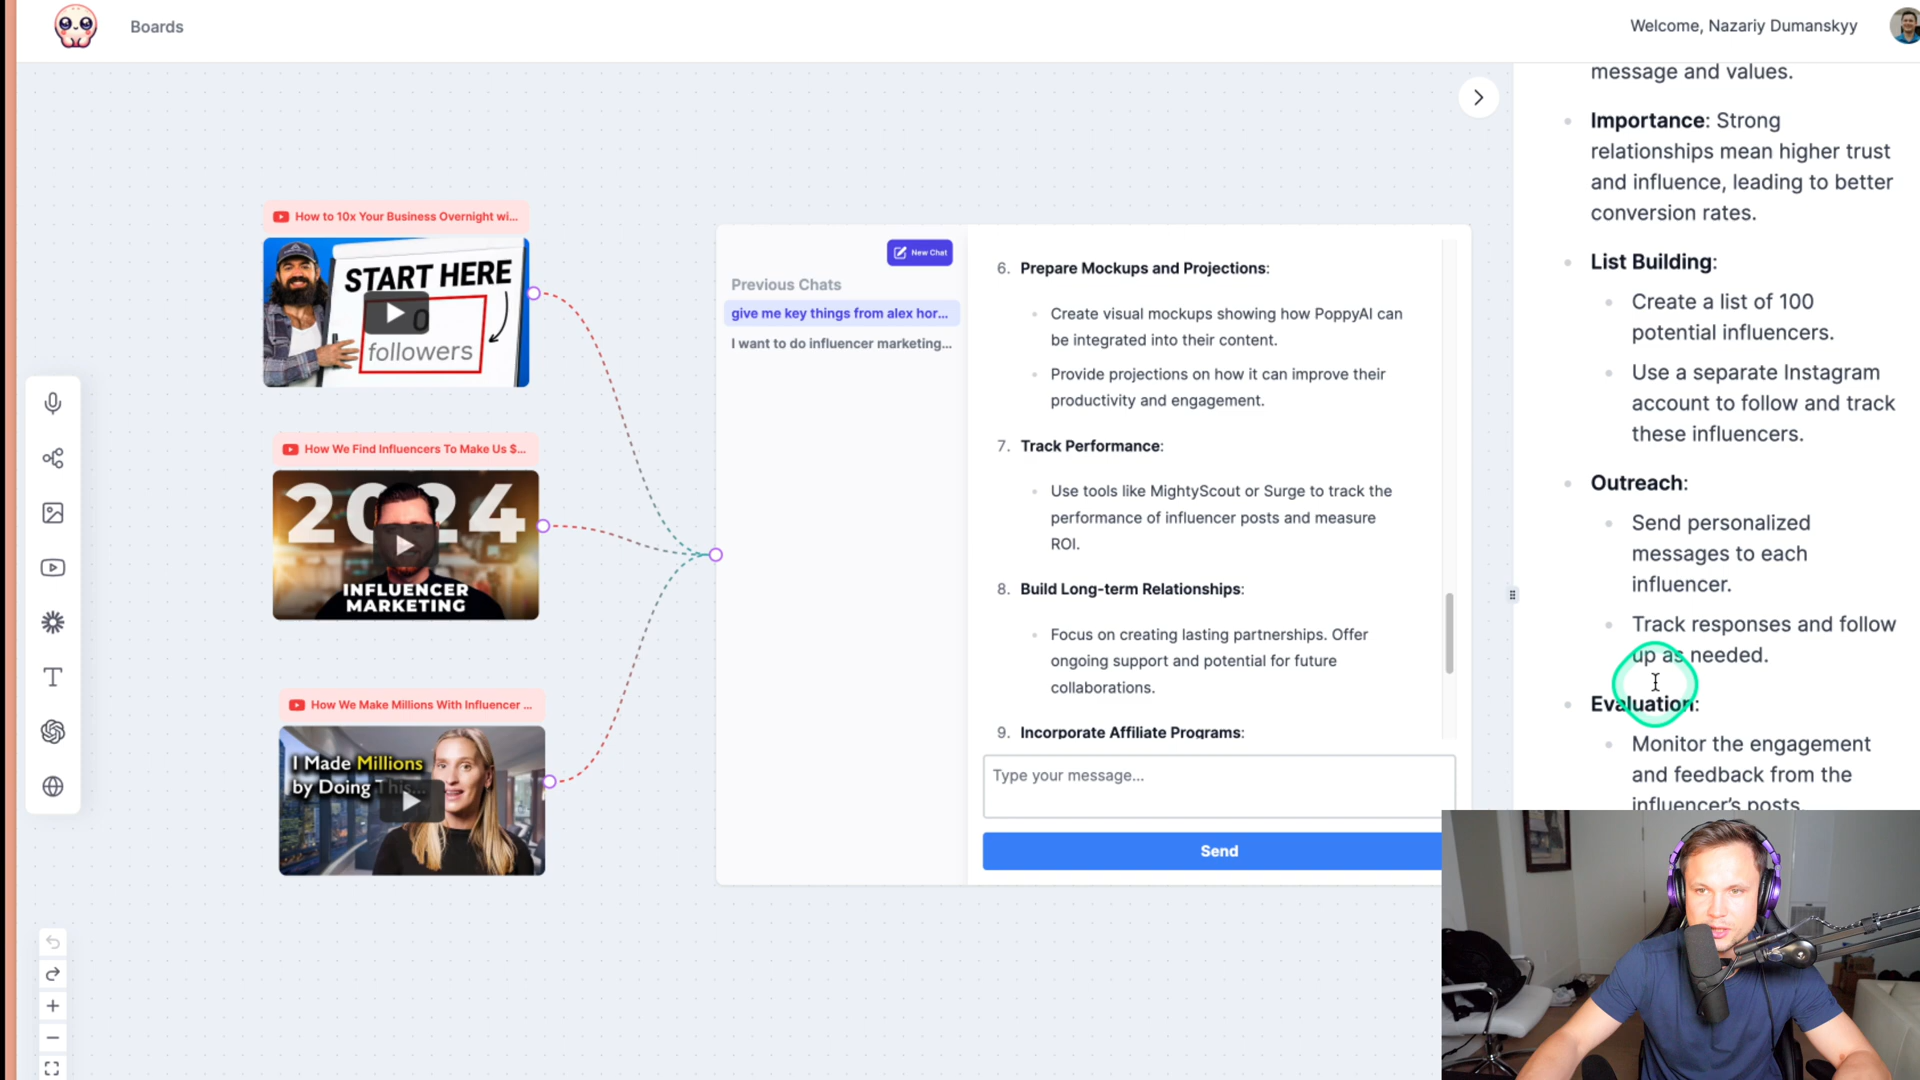 Boards
Welcome, Nazariy Dumanskyy
How to 10x Your Business Overnight wi...
START HERE
0
followers
How We Find Influencers To Make Us $...
2024
INFLUENCER
MARKETING
How We Make Millions With Influencer ...
I Made Millions
by Doing This...
New Chat
Previous Chats
give me key things from alex hor...
I want to do influencer marketing...
6. Prepare Mockups and Projections:
Create visual mockups showing how PoppyAI can
be integrated into their content.
Provide projections on how it can improve their
productivity and engagement.
7. Track Performance:
Use tools like MightyScout or Surge to track the
performance of influencer posts and measure
ROI.
8. Build Long-term Relationships:
Focus on creating lasting partnerships. Offer
ongoing support and potential for future
collaborations.
9. Incorporate Affiliate Programs:
Type your message...
Send
message and values.
Importance: Strong
relationships mean higher trust
and influence, leading to better
conversion rates.
List Building:
Create a list of 100
potential influencers.
Use a separate Instagram
account to follow and track
these influencers.
Outreach:
Send personalized
messages to each
influencer.
Track responses and follow
up as needed.
Evaluation:
Monitor the engagement
and feedback from the
influencer's posts